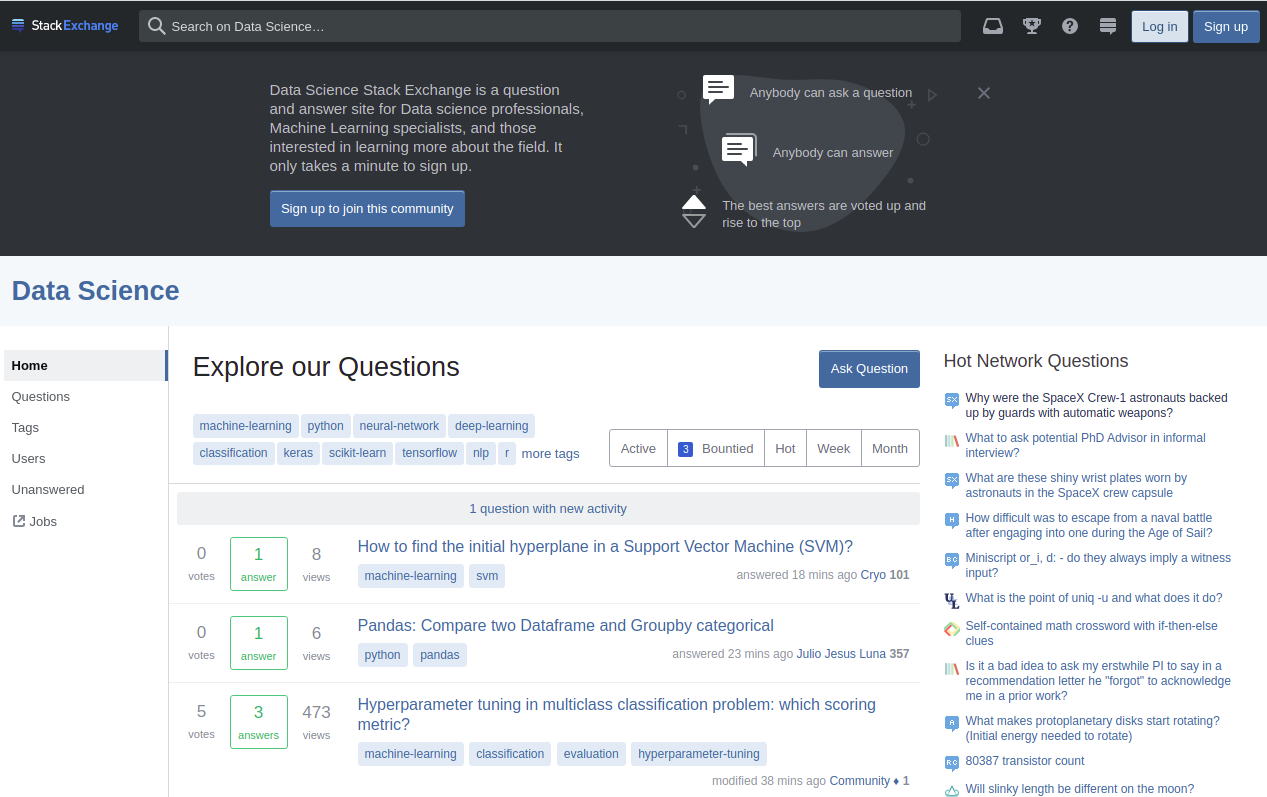 StackExchange
Search on Data Science…
Log in
Sign up
Data Science Stack Exchange is a question
and answer site for Data science professionals,
Machine Learning specialists, and those
interested in learning more about the field. It
only takes a minute to sign up.
Sign up to join this community
Anybody can ask a question
Anybody can answer
The best answers are voted up and
rise to the top
Data Science
Home
Questions
Tags
Users
Unanswered
Jobs
Explore our Questions
Ask Question
machine-learning python neural-network deep-learning
classification keras scikit-learn tensorflow nlp r more tags
Active 3 Bountied Hot Week Month
1 question with new activity
0 votes
1 answer
8 views
How to find the initial hyperplane in a Support Vector Machine (SVM)?
machine-learning svm
answered 18 mins ago Cryo 101
0 votes
1 answer
6 views
Pandas: Compare two Dataframe and Groupby categorical
python pandas
answered 23 mins ago Julio Jesus Luna 357
5 votes
3 answers
473 views
Hyperparameter tuning in multiclass classification problem: which scoring
metric?
machine-learning classification evaluation hyperparameter-tuning
modified 38 mins ago Community ♦ 1
Hot Network Questions
SX Why were the SpaceX Crew-1 astronauts backed
up by guards with automatic weapons?
What to ask potential PhD Advisor in informal
interview?
SX What are these shiny wrist plates worn by
astronauts in the SpaceX crew capsule
H How difficult was to escape from a naval battle
after engaging into one during the Age of Sail?
BC Miniscript or_i, d: - do they always imply a witness
input?
UL What is the point of uniq -u and what does it do?
Self-contained math crossword with if-then-else
clues
Is it a bad idea to ask my erstwhile PI to say in a
recommendation letter he "forgot" to acknowledge
me in a prior work?
A What makes protoplanetary disks start rotating?
(Initial energy needed to rotate)
RC 80387 transistor count
Will slinky length be different on the moon?